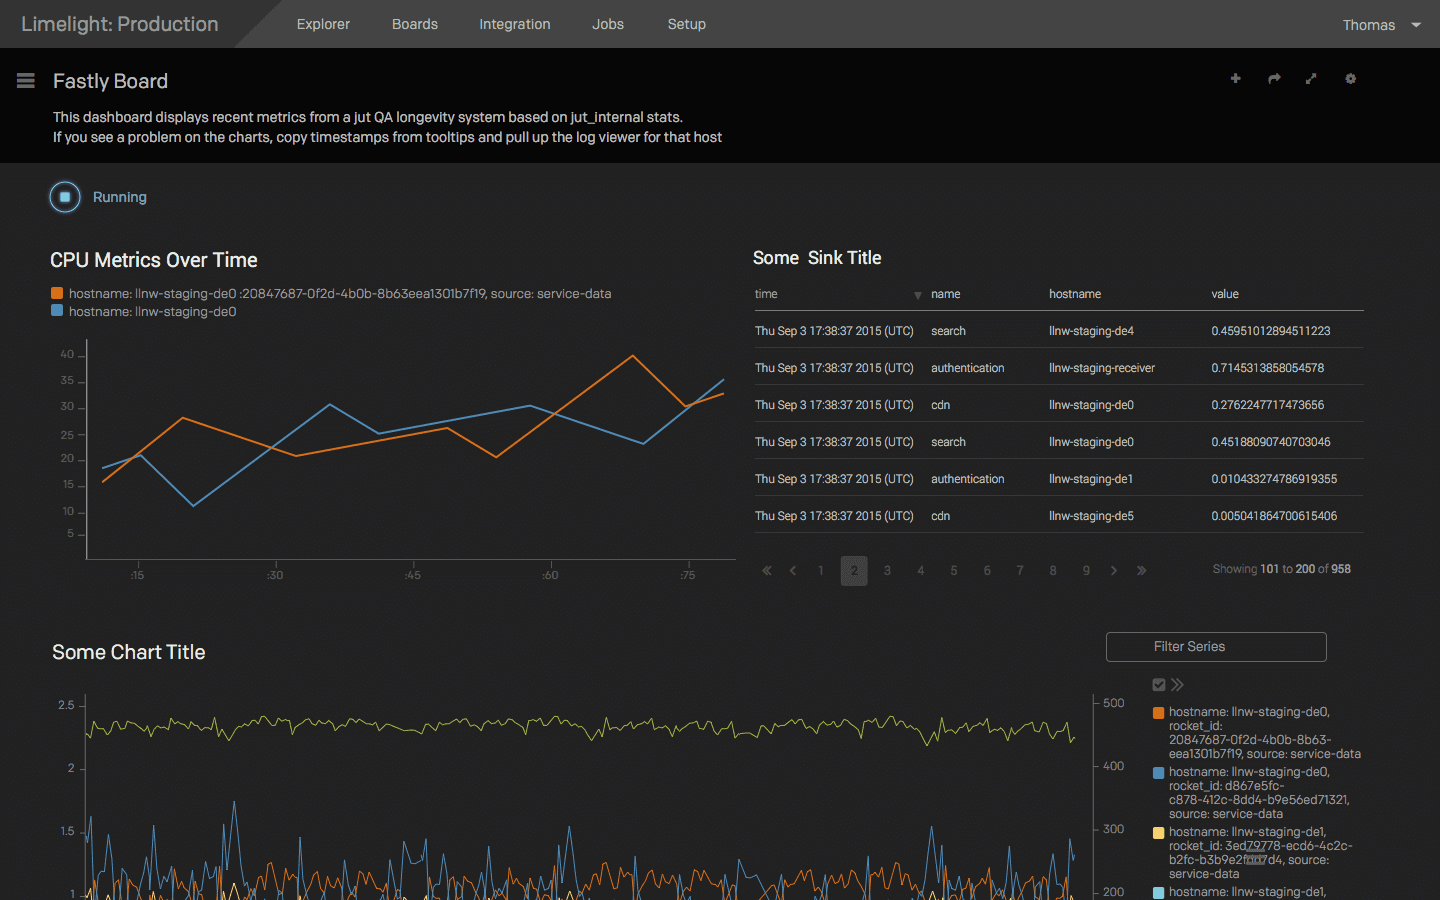 Limelight: Production
Explorer
Boards
Integration
Jobs
Setup
Thomas
Fastly Board
This dashboard displays recent metrics from a jut QA longevity system based on jut_internal stats.
If you see a problem on the charts, copy timestamps from tooltips and pull up the log viewer for that host
Running
CPU Metrics Over Time
hostname: llnw-staging-de0 :20847687-0f2d-4b0b-8b63eea1301b7f19, source: service-data
hostname: llnw-staging-de0
40
35
30
25
20
15
10
5
:15
:30
:45
:60
:75
Some Sink Title
time name hostname value
Thu Sep 3 17:38:37 2015 (UTC) search llnw-staging-de4 0.45951012894511223
Thu Sep 3 17:38:37 2015 (UTC) authentication llnw-staging-receiver 0.7145313858054578
Thu Sep 3 17:38:37 2015 (UTC) cdn llnw-staging-de0 0.2762247717473656
Thu Sep 3 17:38:37 2015 (UTC) search llnw-staging-de0 0.45188090740703046
Thu Sep 3 17:38:37 2015 (UTC) authentication llnw-staging-de1 0.010433274786919355
Thu Sep 3 17:38:37 2015 (UTC) cdn llnw-staging-de5 0.005041864700615406
1 2 3 4 5 6 7 8 9
Showing 101 to 200 of 958
Some Chart Title
2.5
2
1.5
1
500
400
300
200
Filter Series
hostname: llnw-staging-de0,
rocket_id:
20847687-0f2d-4b0b-8b63-
eea1301b7f19, source: service-data
hostname: llnw-staging-de0,
rocket_id: d867e5fc-
c878-412c-8dd4-b9e56ed71321,
source: service-data
hostname: llnw-staging-de1,
rocket_id: 3ed79778-ecd6-4c2c-
source:
service-data
hostname: llnw-staging-de1,